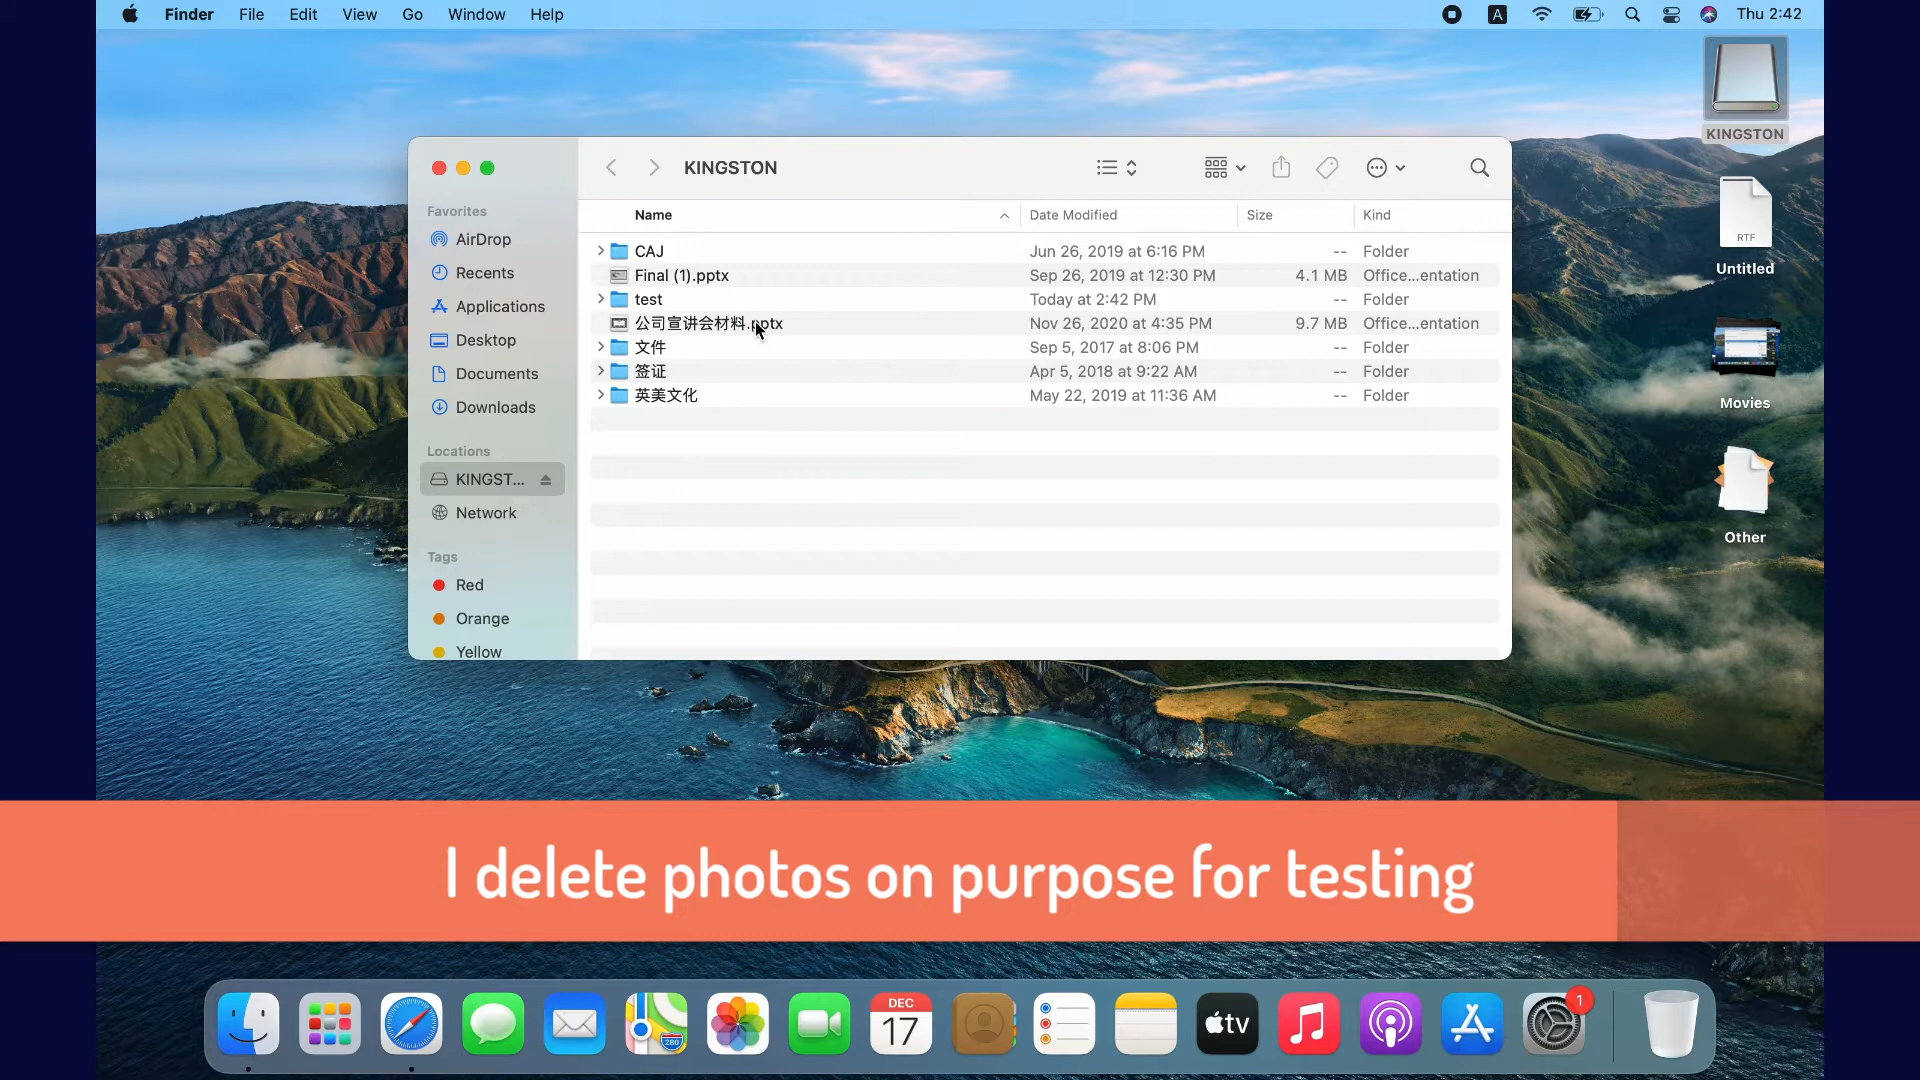 Finder File Edit View Go Window Help
A
Thu 2:42
KINGSTON
KINGSTON
RTF
Untitled
Movies
Other
Favorites
AirDrop
Recents
Applications
Desktop
Documents
Downloads
Locations
KINGST...
Network
Tags
Red
Orange
Yellow
Name Date Modified Size Kind
CAJ Jun 26, 2019 at 6:16 PM -- Folder
Final (1).pptx Sep 26, 2019 at 12:30 PM 4.1 MB Office...entation
test Today at 2:42 PM -- Folder
公司宣讲会材料.pptx Nov 26, 2020 at 4:35 PM 9.7 MB Office...entation
文件 Sep 5, 2017 at 8:06 PM -- Folder
签证 Apr 5, 2018 at 9:22 AM -- Folder
英美文化 May 22, 2019 at 11:36 AM -- Folder
I delete photos on purpose for testing
280
DEC
17
tv
1